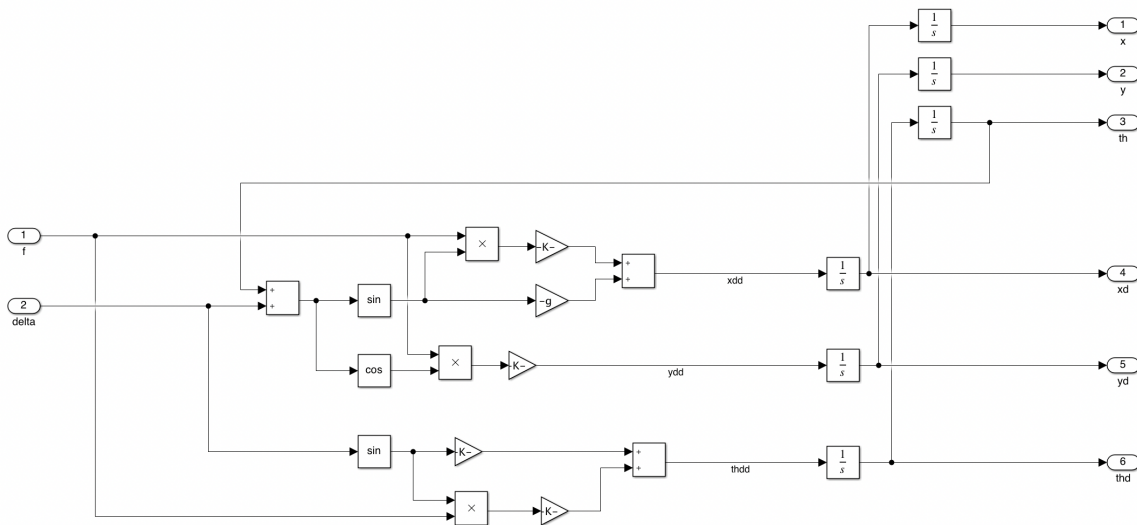 1
s
1
x
1
s
2
y
1
s
3
th
1
f
×
-K-
+
+
xdd
1
s
4
xd
2
delta
+
+
sin
-g
cos
×
-K-
ydd
1
s
5
yd
sin
-K-
+
+
thdd
1
s
6
thd
×
-K-